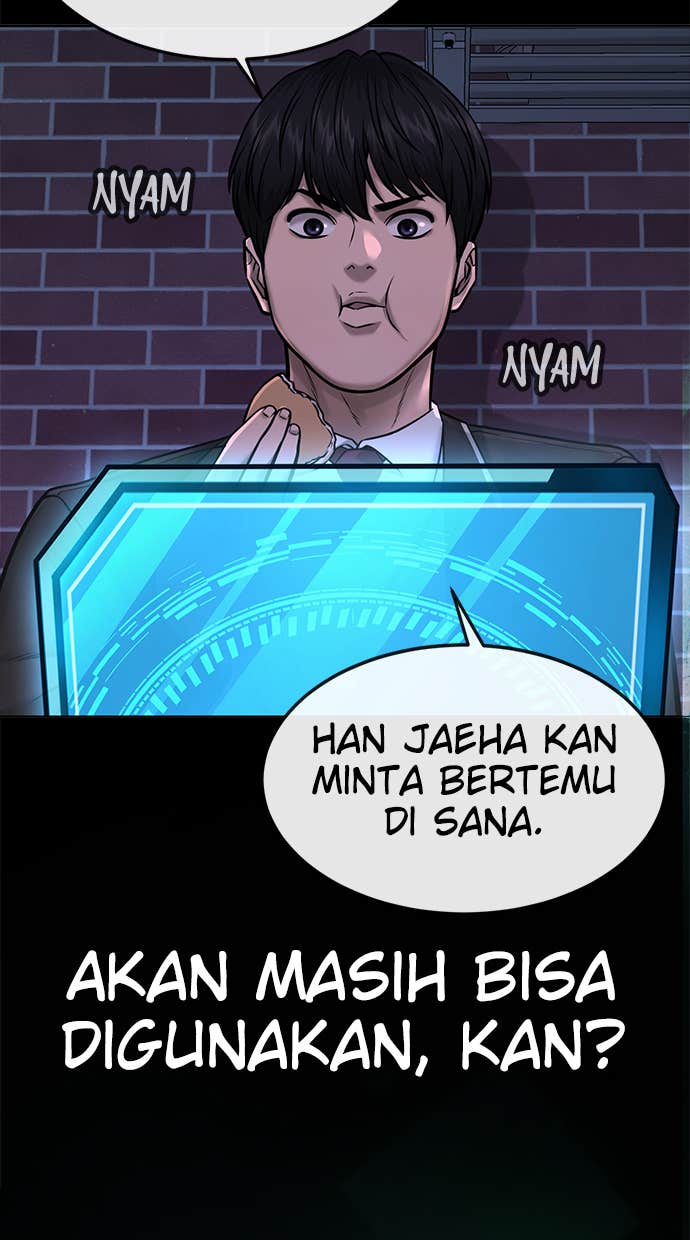 NYAM
NYAM
HAN JAEHA KAN
MINTA BERTEMU
DI SANA.
AKAN MASIH BISA
DIGUNAKAN, KAN?